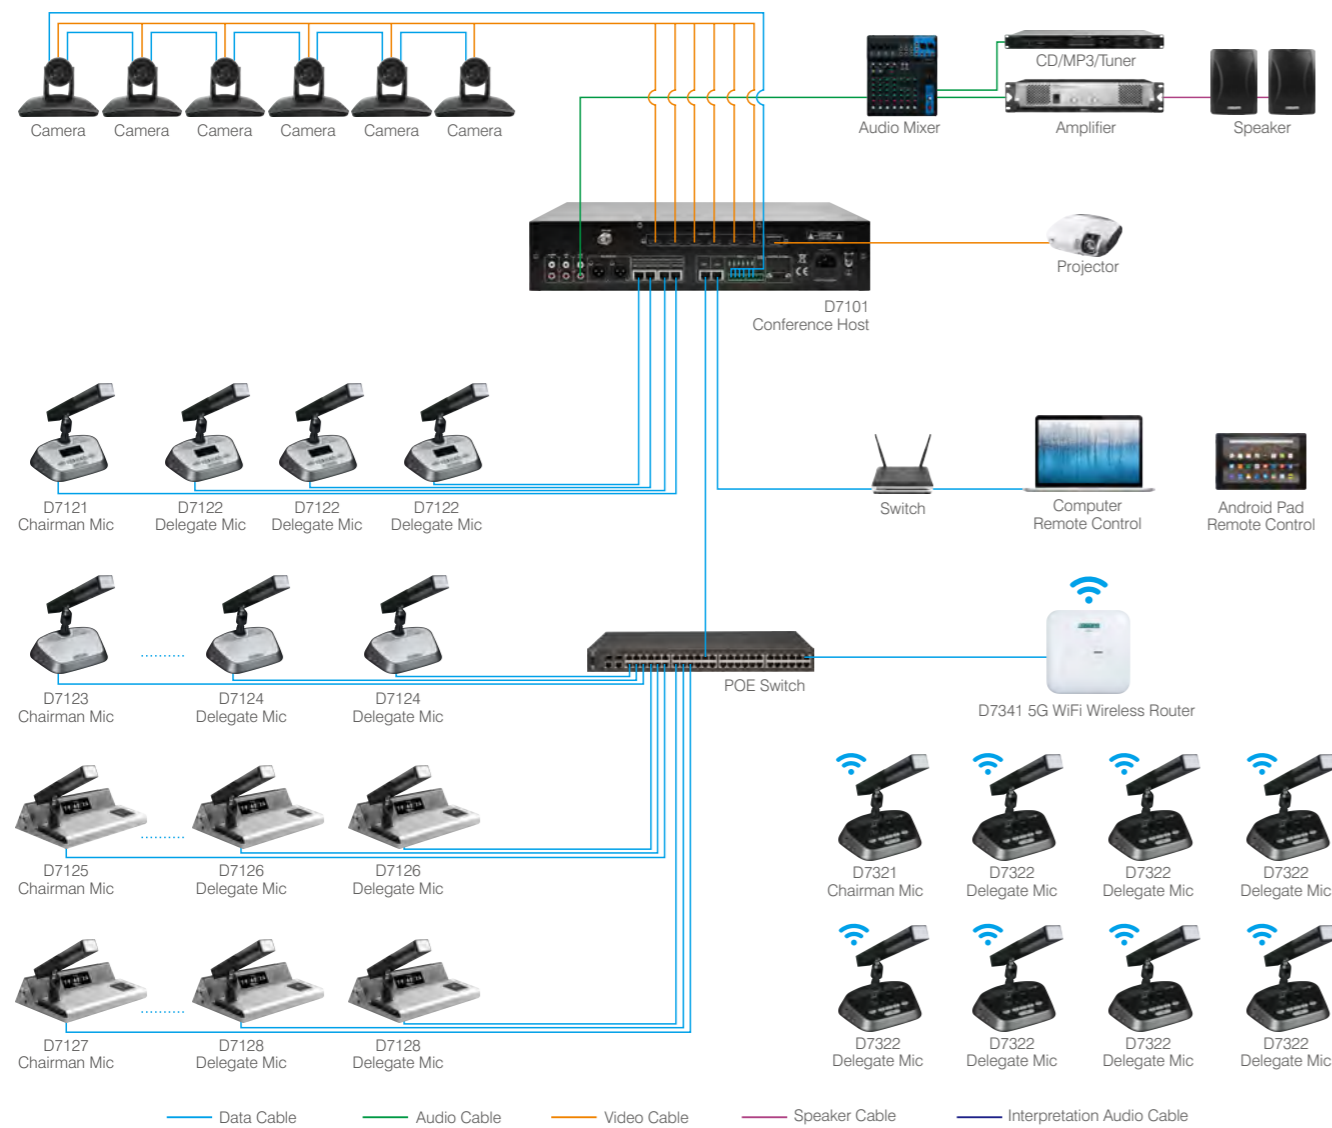 Camera
Camera
Camera
Camera
Camera
Camera
Audio Mixer
CD/MP3/Tuner
Amplifier
Speaker
Projector
D7101
Conference Host
D7121
Chairman Mic
D7122
Delegate Mic
D7122
Delegate Mic
D7122
Delegate Mic
Switch
Computer
Remote Control
Android Pad
Remote Control
D7123
Chairman Mic
D7124
Delegate Mic
D7124
Delegate Mic
POE Switch
D7341 5G WiFi Wireless Router
D7125
Chairman Mic
D7126
Delegate Mic
D7126
Delegate Mic
D7321
Chairman Mic
D7322
Delegate Mic
D7322
Delegate Mic
D7322
Delegate Mic
D7127
Chairman Mic
D7128
Delegate Mic
D7128
Delegate Mic
D7322
Delegate Mic
D7322
Delegate Mic
D7322
Delegate Mic
D7322
Delegate Mic
Data Cable
Audio Cable
Video Cable
Speaker Cable
Interpretation Audio Cable